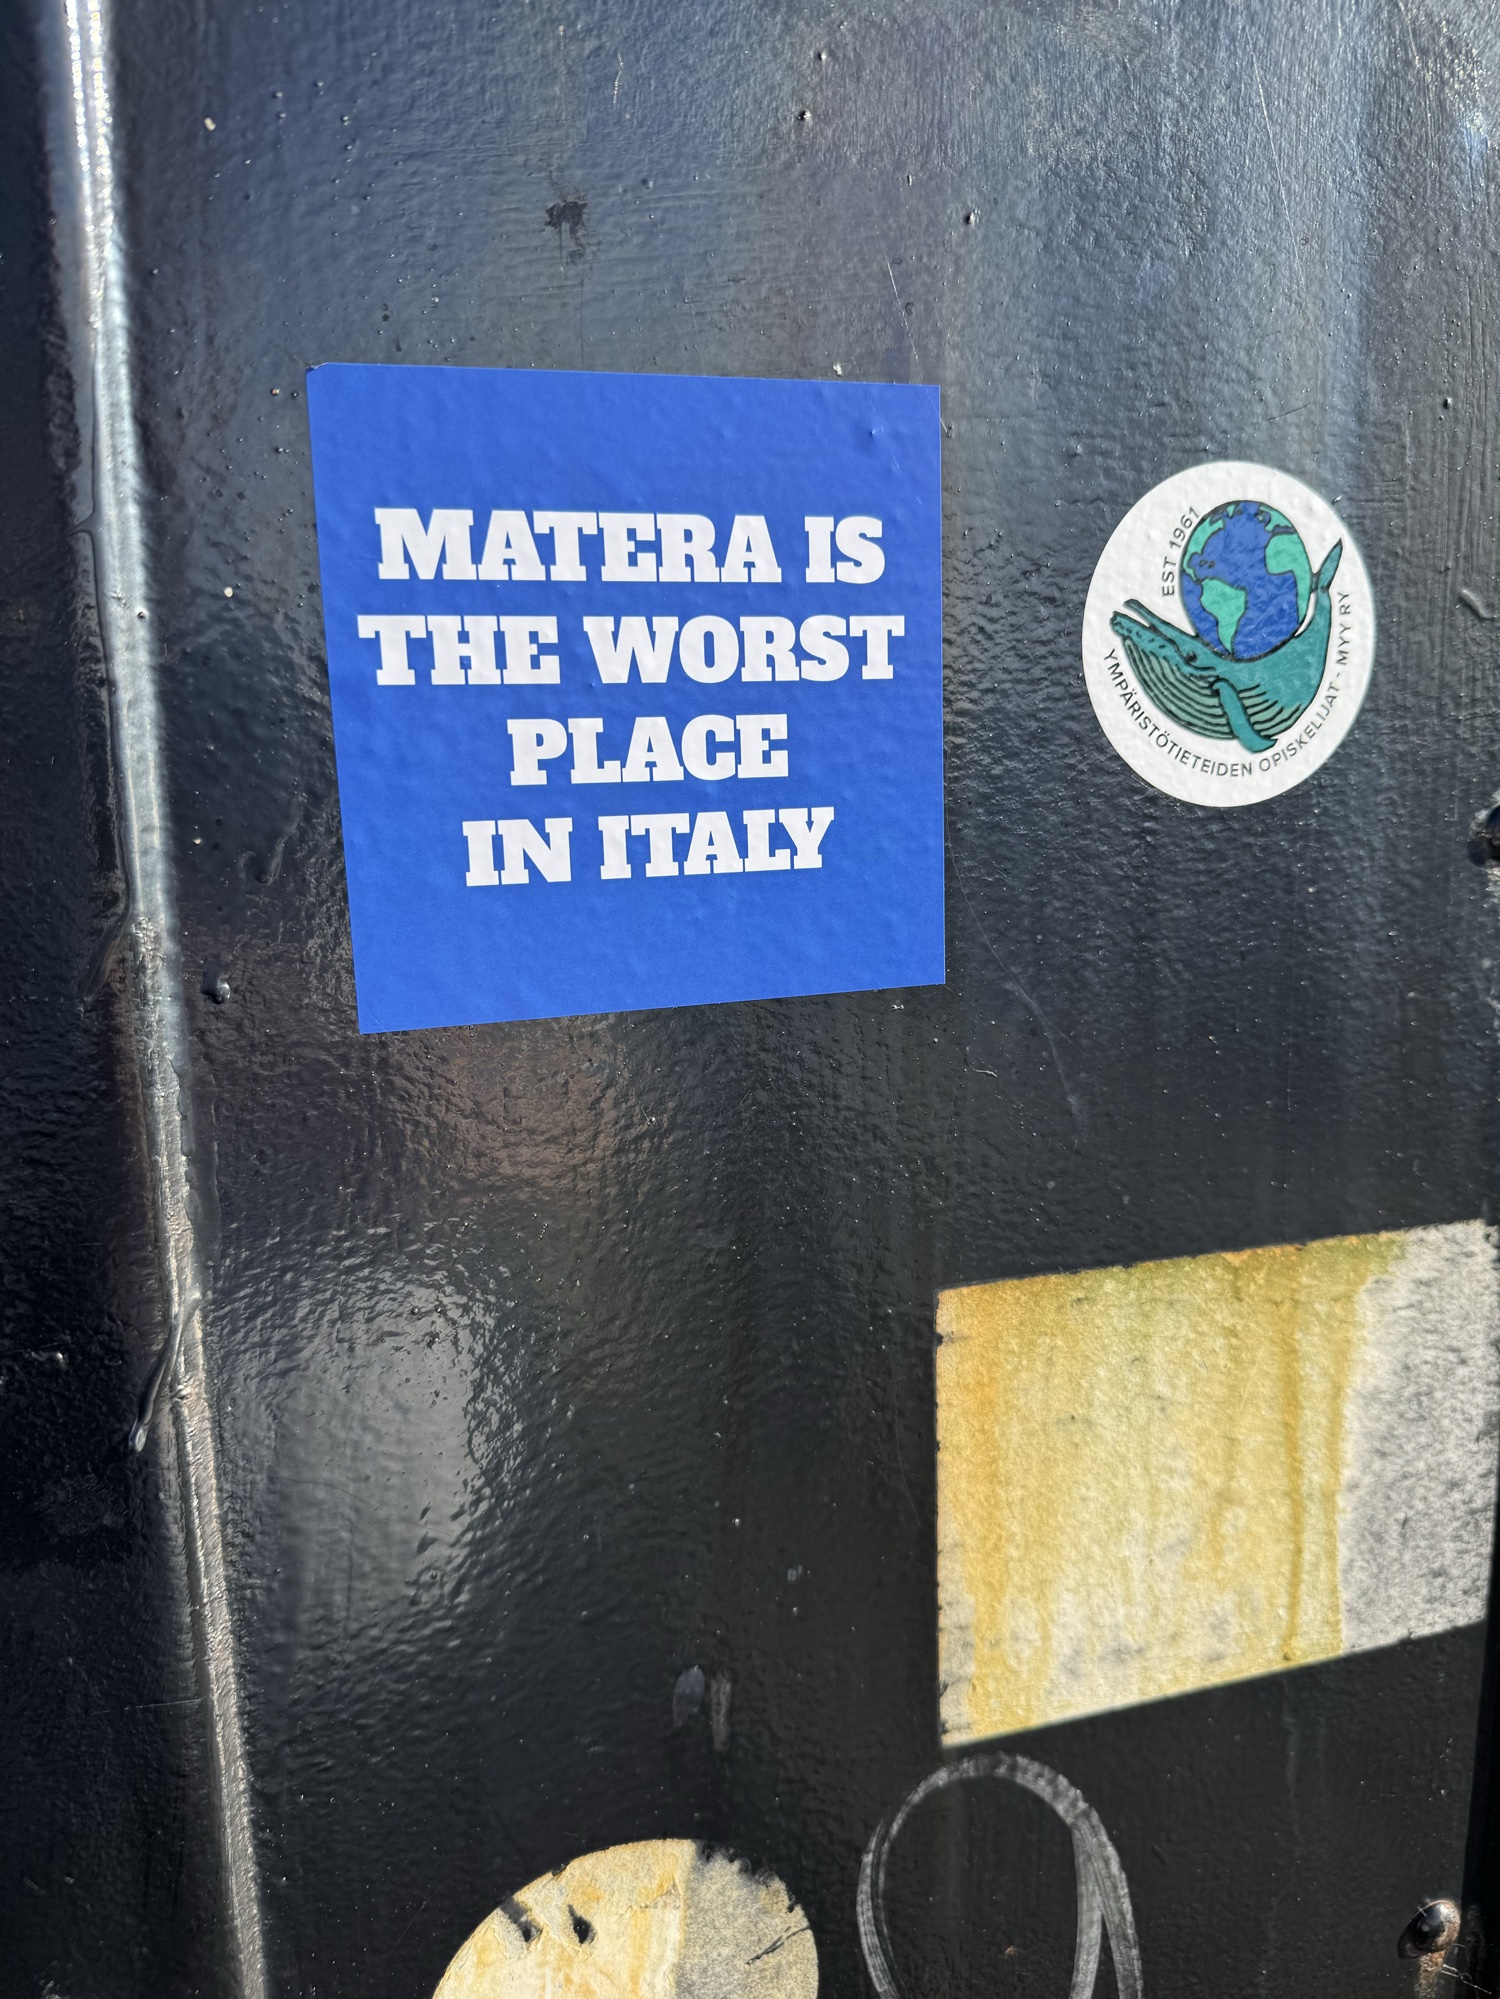 MATERA IS
THE WORST
PLACE
IN ITALY
EST 1961
YMPÄRISTÖTIETEIDEN OPISKELIJAT - MYY RY